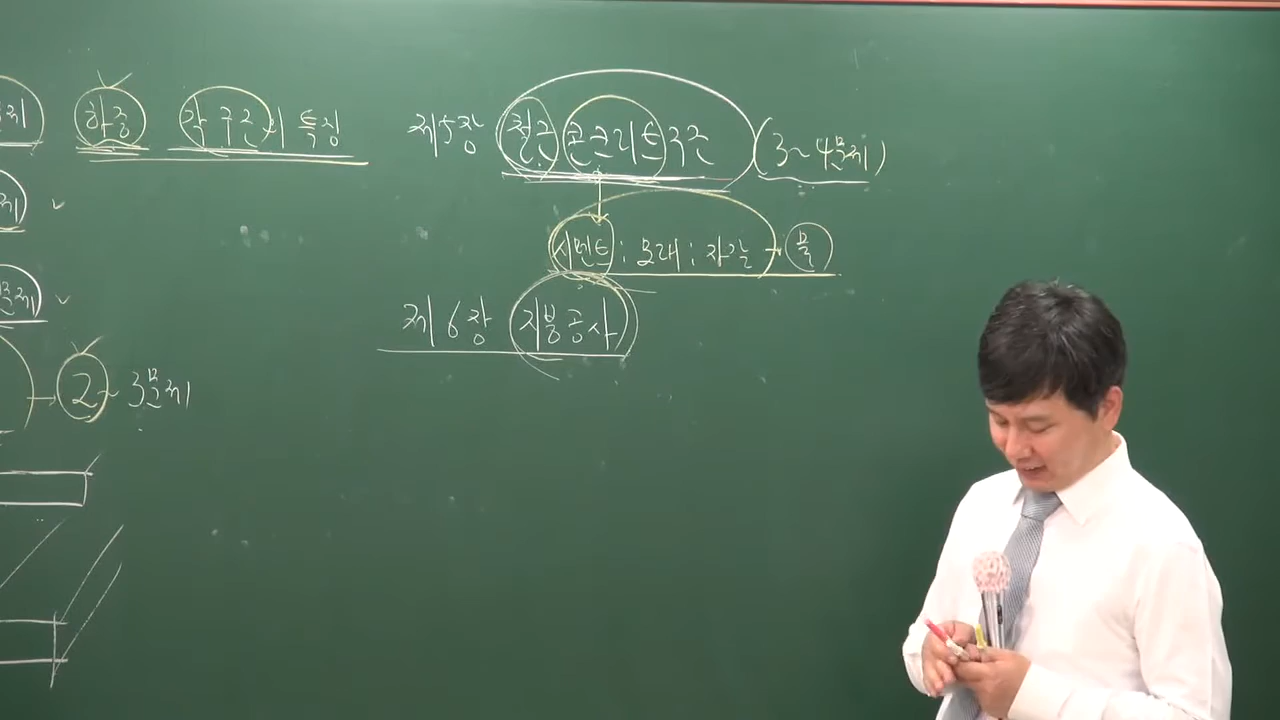 하중 각 구조의 특징
제5장 철근 콘크리트 구조 (3~4문제)
시멘트 : 모래 : 자갈 + 물
제6장 지붕공사
2~3문제